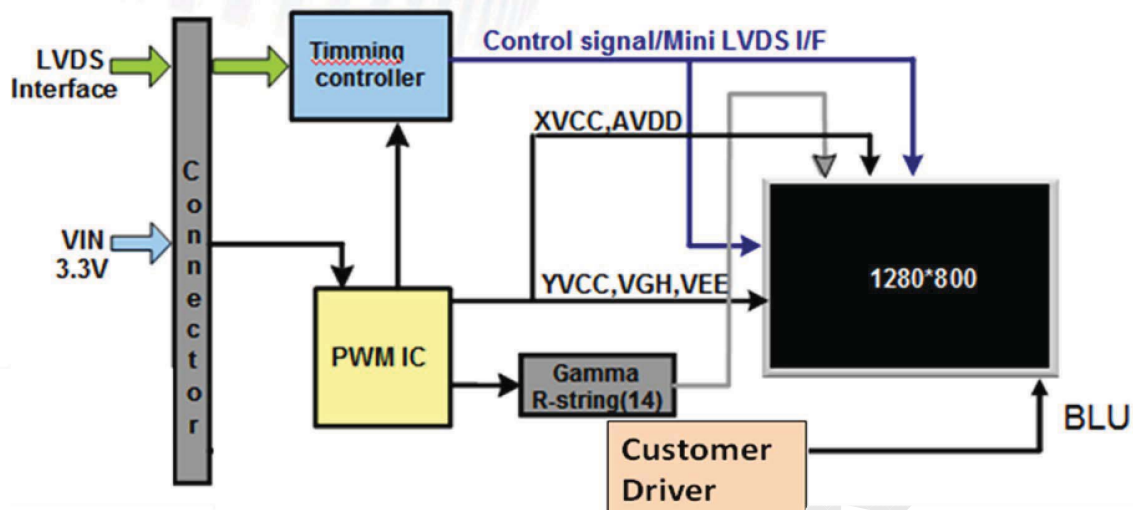 LVDS
Interface
Connector
Timming
controller
Control signal/Mini LVDS I/F
XVCC,AVDD
VIN
3.3V
YVCC,VGH,VEE
1280*800
PWM IC
Gamma
R-string(14)
Customer
Driver
BLU